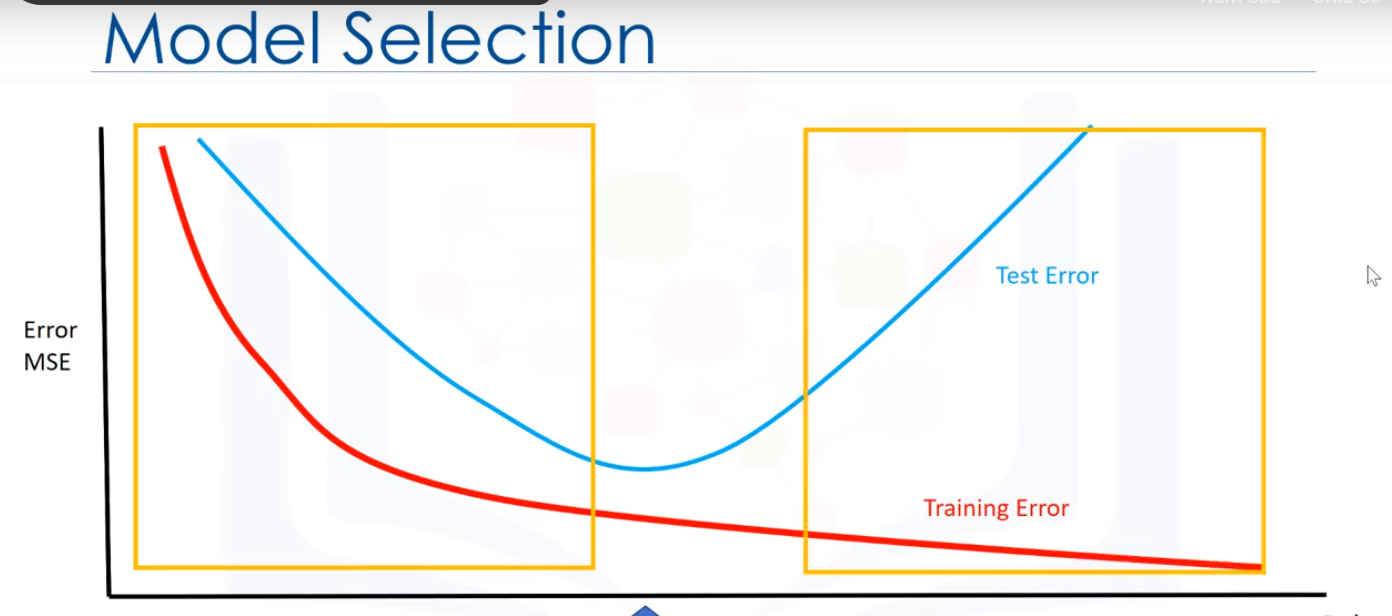 Model Selection
Test Error
Error
MSE
Training Error